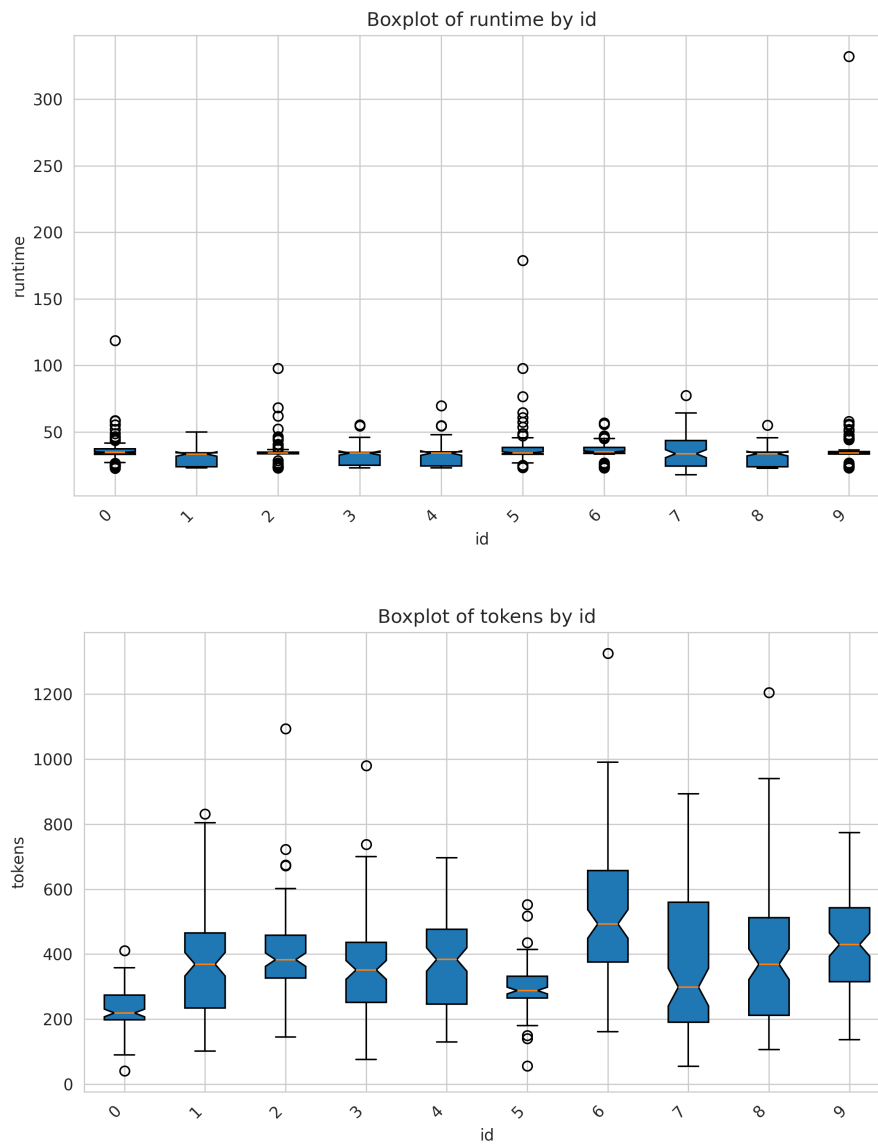 Boxplot of runtime by id
300
250
200
150
100
50
runtime
0 1 2 3 4 5 6 7 8 9
id
Boxplot of tokens by id
1200
1000
800
600
400
200
0
tokens
0 1 2 3 4 5 6 7 8 9
id